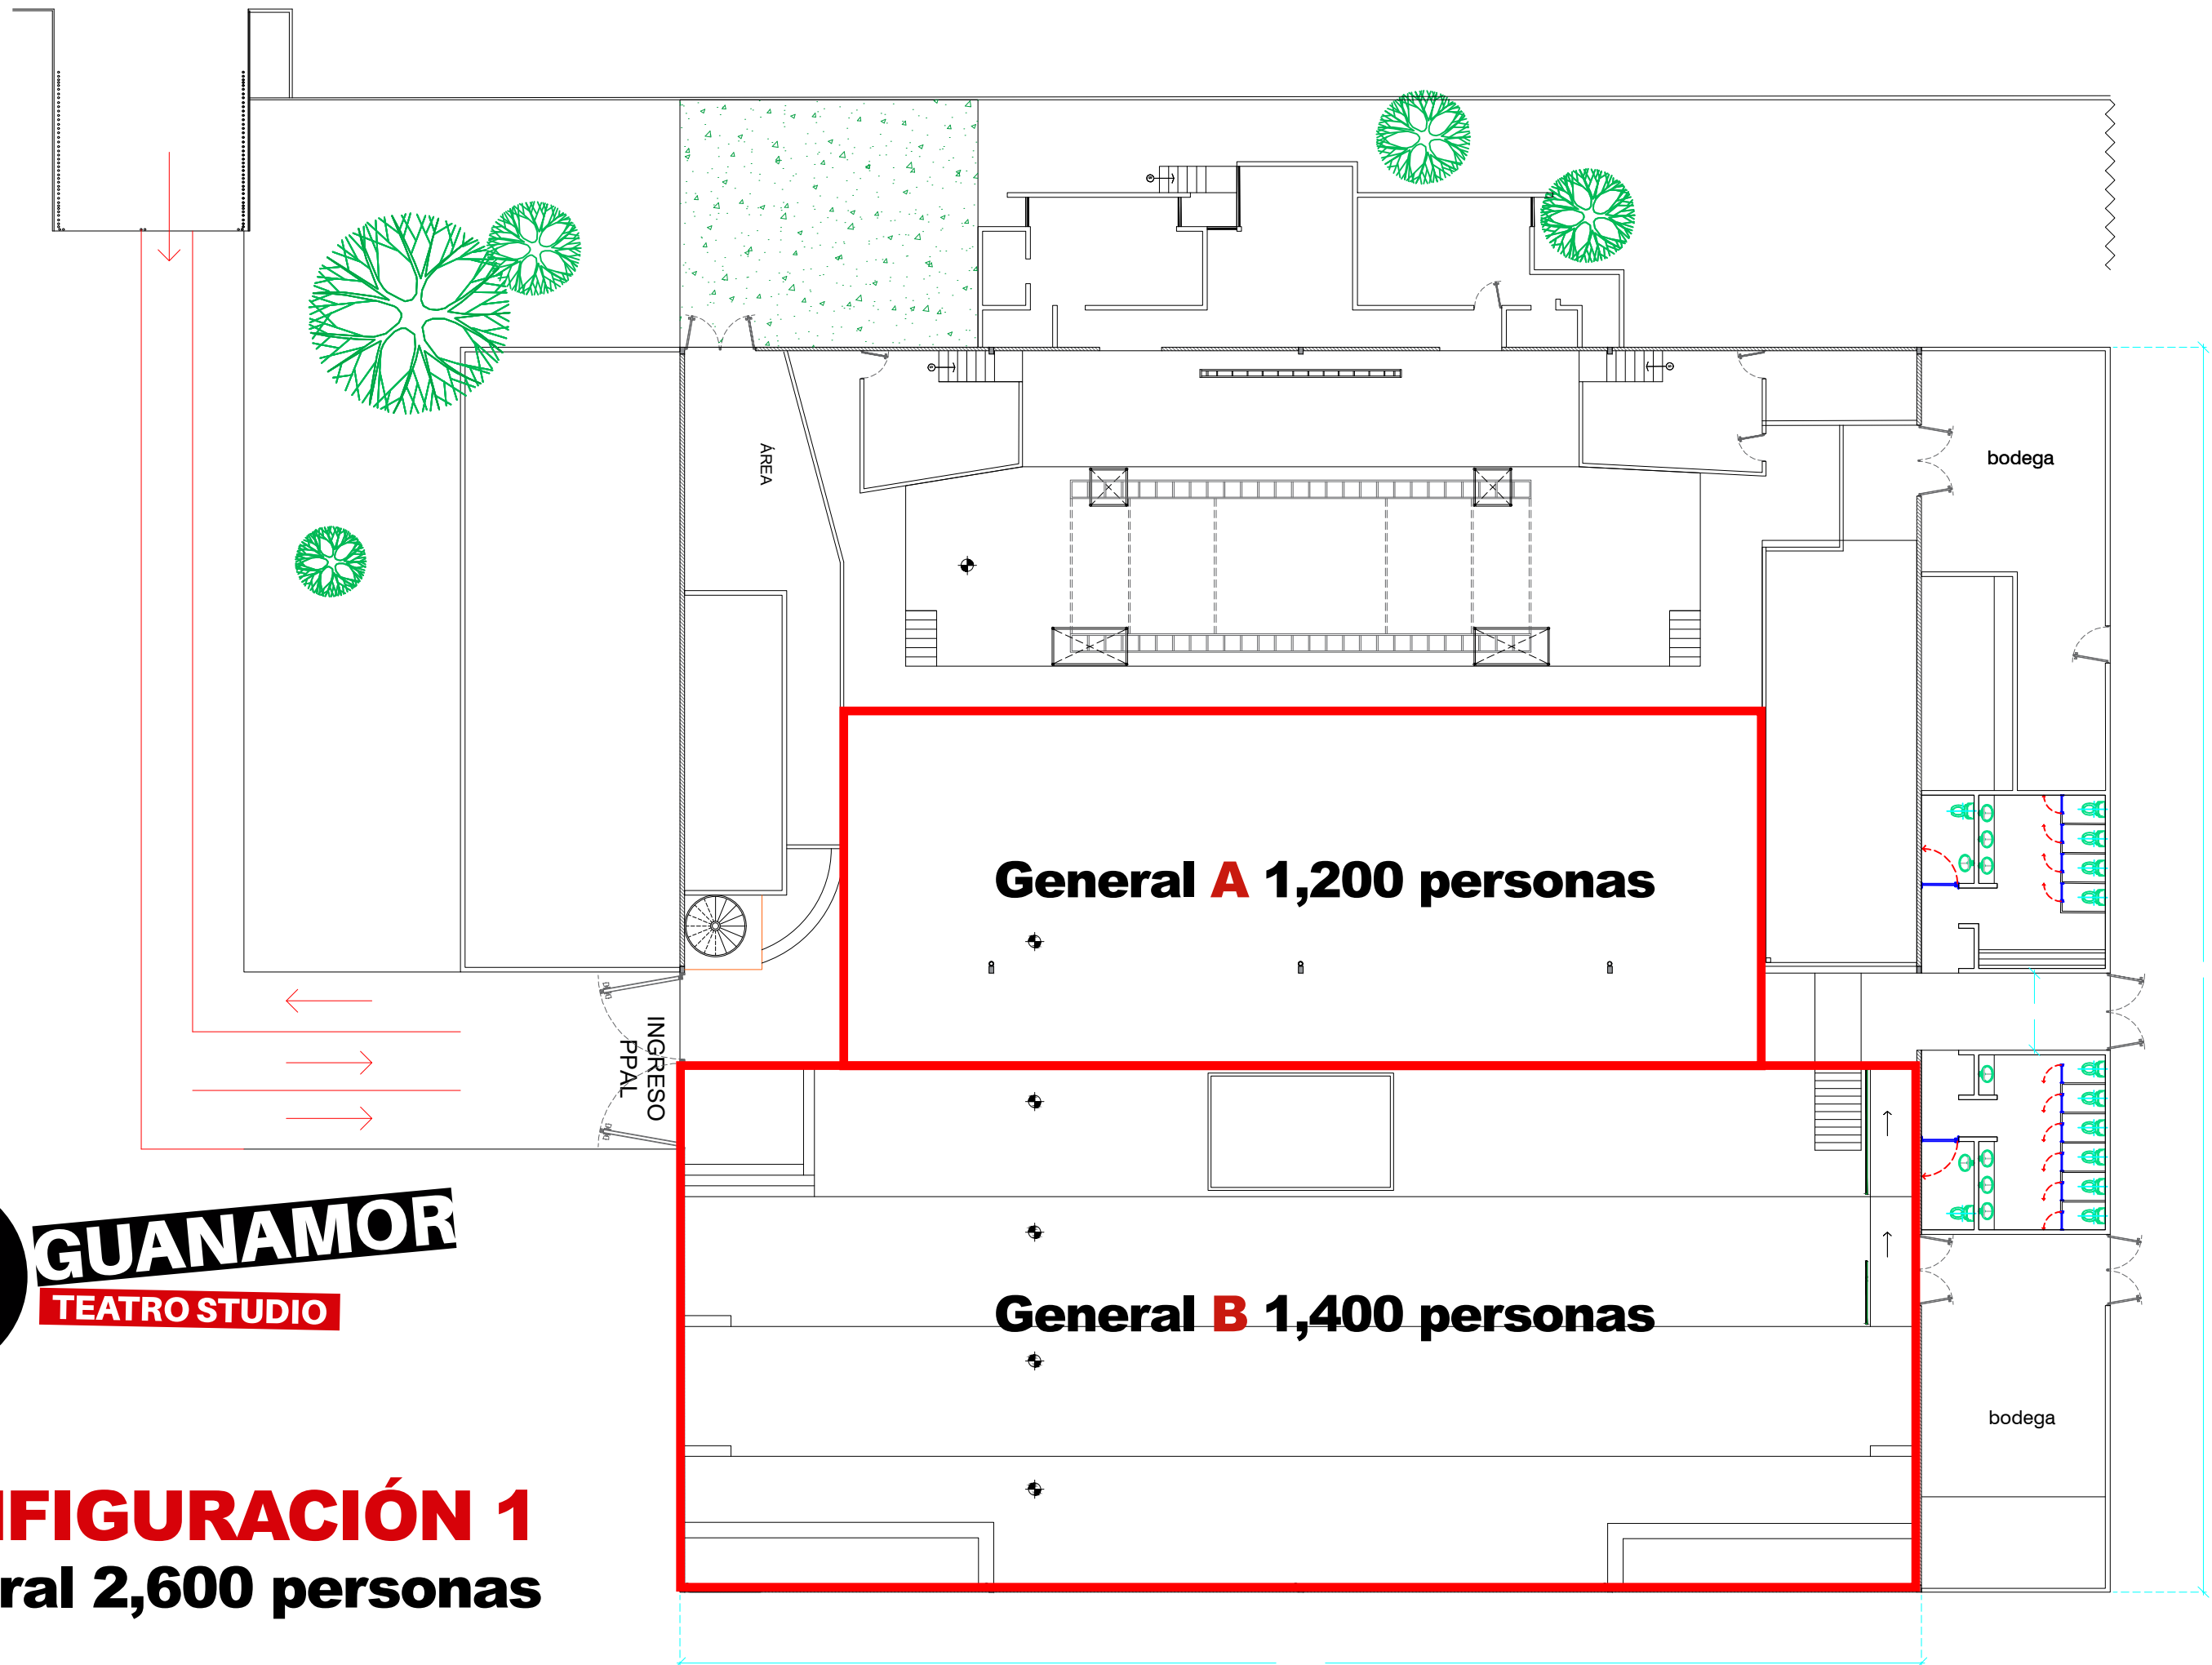 ÁREA
bodega
General A 1,200 personas
INGRESO
PPAL
GUANAMOR
TEATRO STUDIO
General B 1,400 personas
bodega
FIGURACIÓN 1
ral 2,600 personas